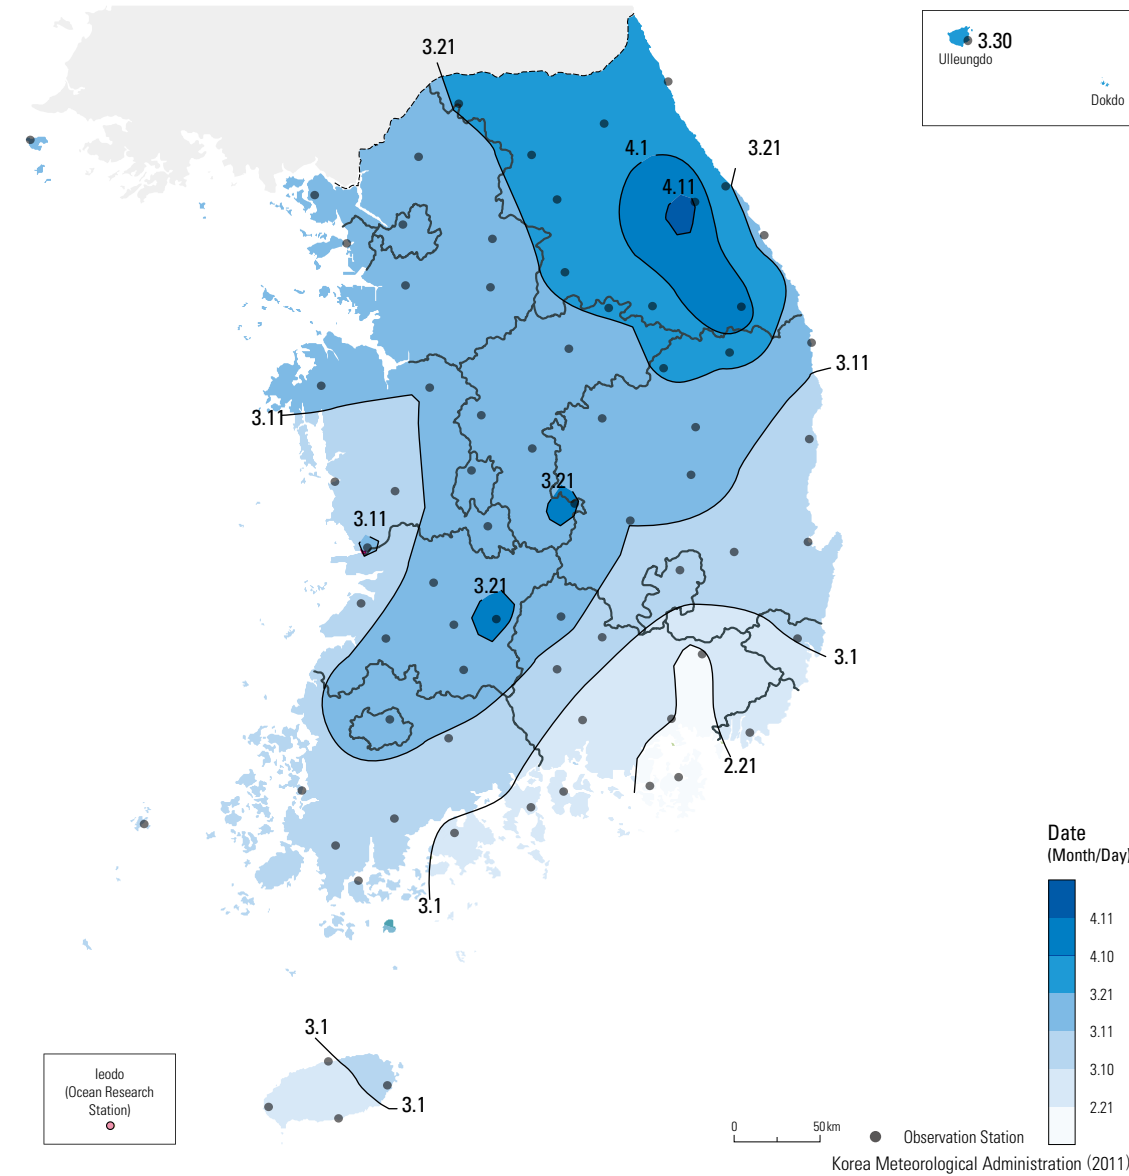 3.21
3.30
Ulleungdo
Dokdo
4.1
3.21
4.11
3.11
3.11
3.21
3.11
3.21
3.1
2.21
3.1
3.1
3.1
Ieodo
(Ocean Research
Station)
Date
(Month/Day)
4.11
4.10
3.21
3.11
3.10
2.21
0 50 km
Observation Station
Korea Meteorological Administration (2011)